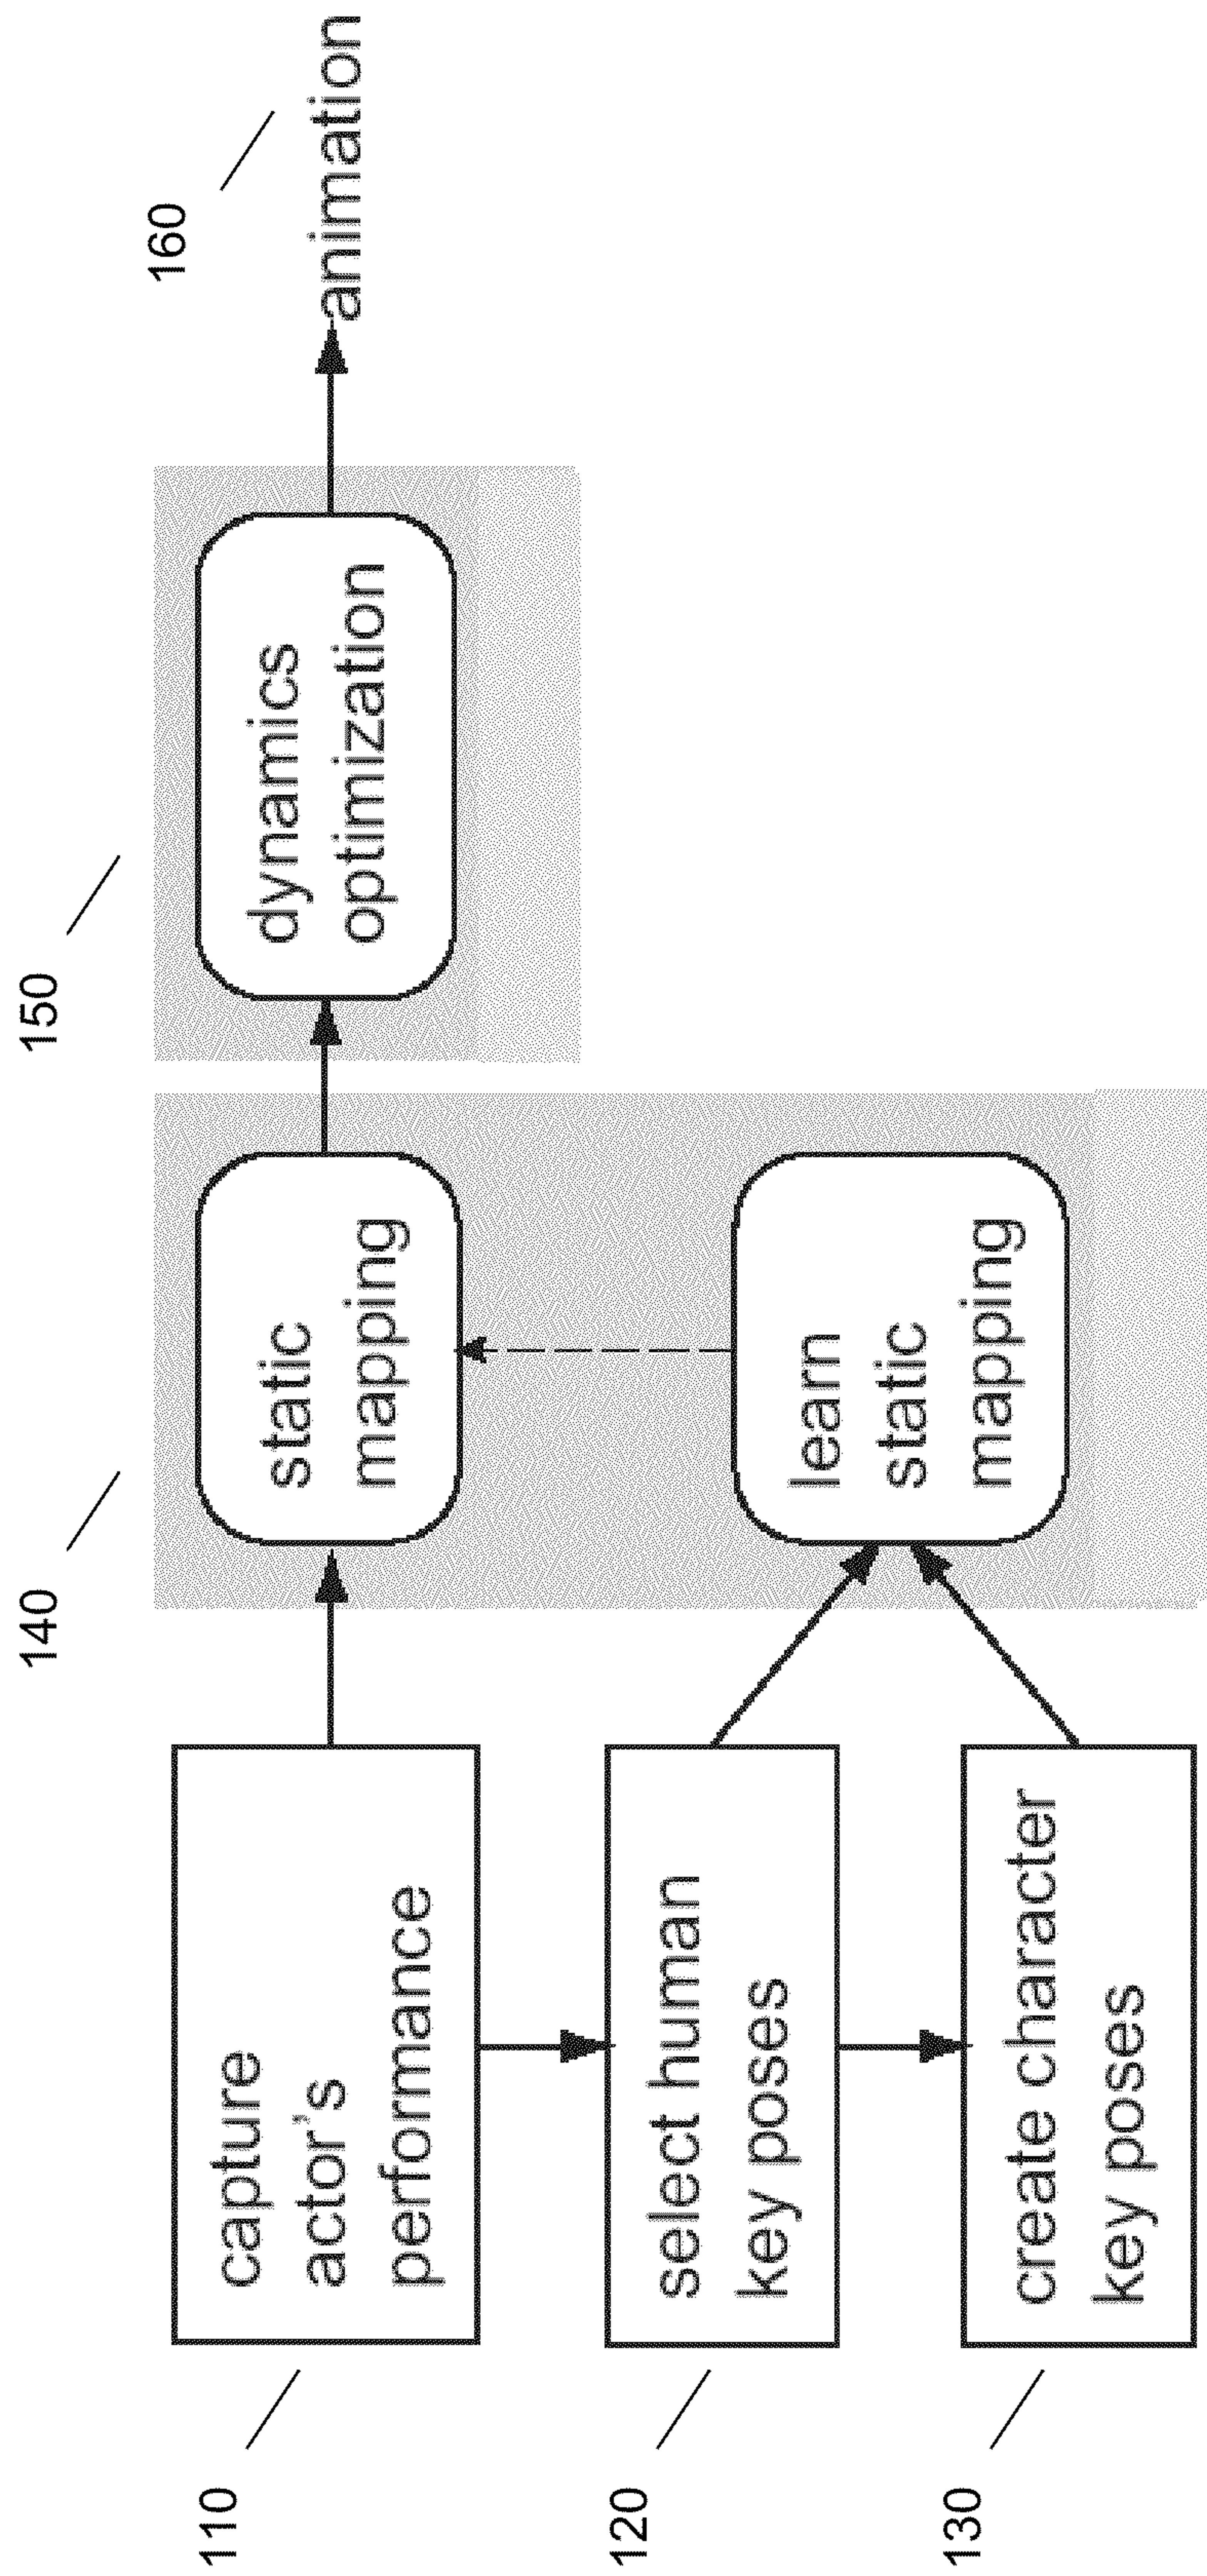 110
capture
actor's
performance
120
select human
key poses
130
create character
key poses
140
static
mapping
learn
static
mapping
150
dynamics
optimization
160
animation